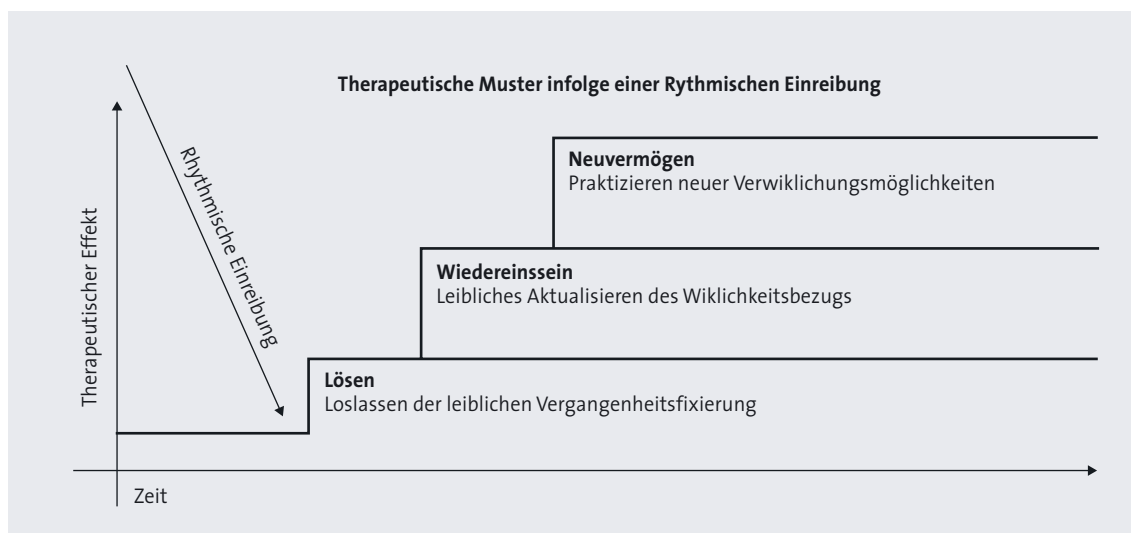 Therapeutische Muster infolge einer Rythmischen Einreibung
Rhythmische Einreibung
Therapeutischer Effekt
Neuvermögen
Praktizieren neuer Verwiklichungsmöglichkeiten
Wiedereinssein
Leibliches Aktualisieren des Wiklichkeitsbezugs
Lösen
Loslassen der leiblichen Vergangenheitsfixierung
Zeit